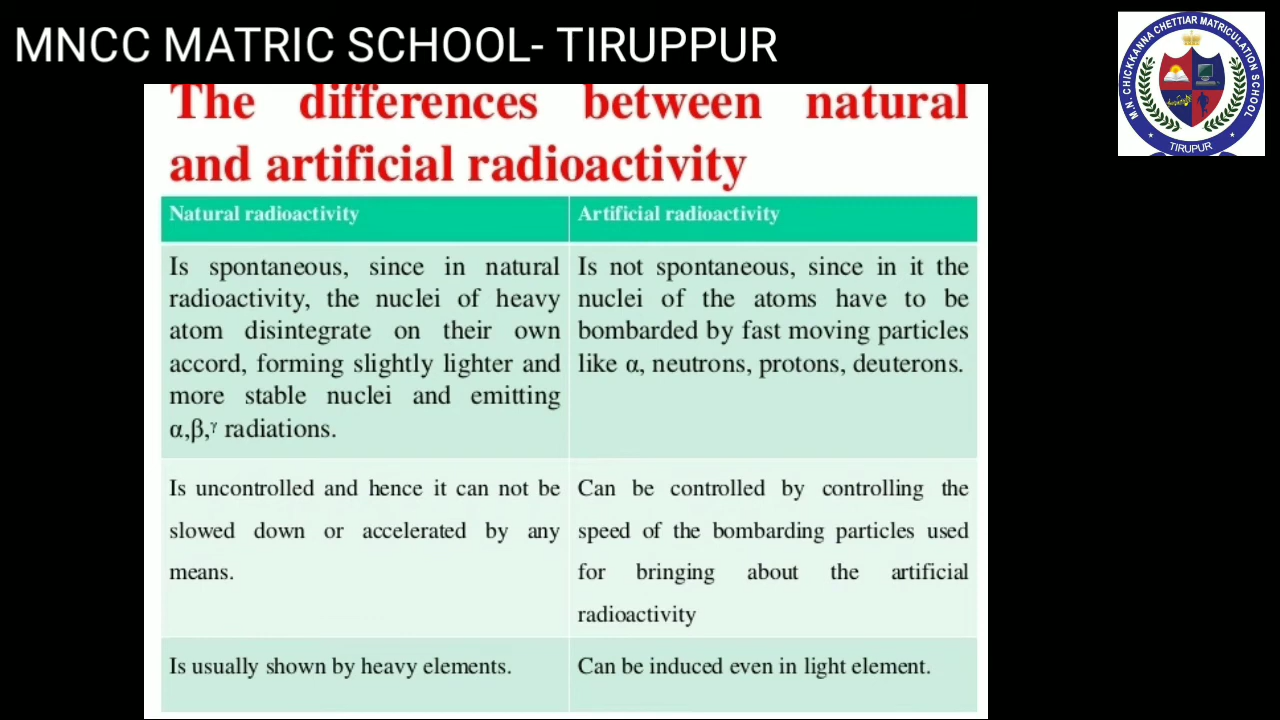 MNCC MATRIC SCHOOL- TIRUPPUR
M.N. CHICKKANNA CHETTIAR MATRICULATION SCHOOL
TIRUPUR
The differences between natural
and artificial radioactivity
Natural radioactivity
Artificial radioactivity
Is spontaneous, since in natural
radioactivity, the nuclei of heavy
atom disintegrate on their own
accord, forming slightly lighter and
more stable nuclei and emitting
α,β,ᵞ radiations.
Is not spontaneous, since in it the
nuclei of the atoms have to be
bombarded by fast moving particles
like α, neutrons, protons, deuterons.
Is uncontrolled and hence it can not be
slowed down or accelerated by any
means.
Can be controlled by controlling the
speed of the bombarding particles used
for bringing about the artificial
radioactivity
Is usually shown by heavy elements.
Can be induced even in light element.